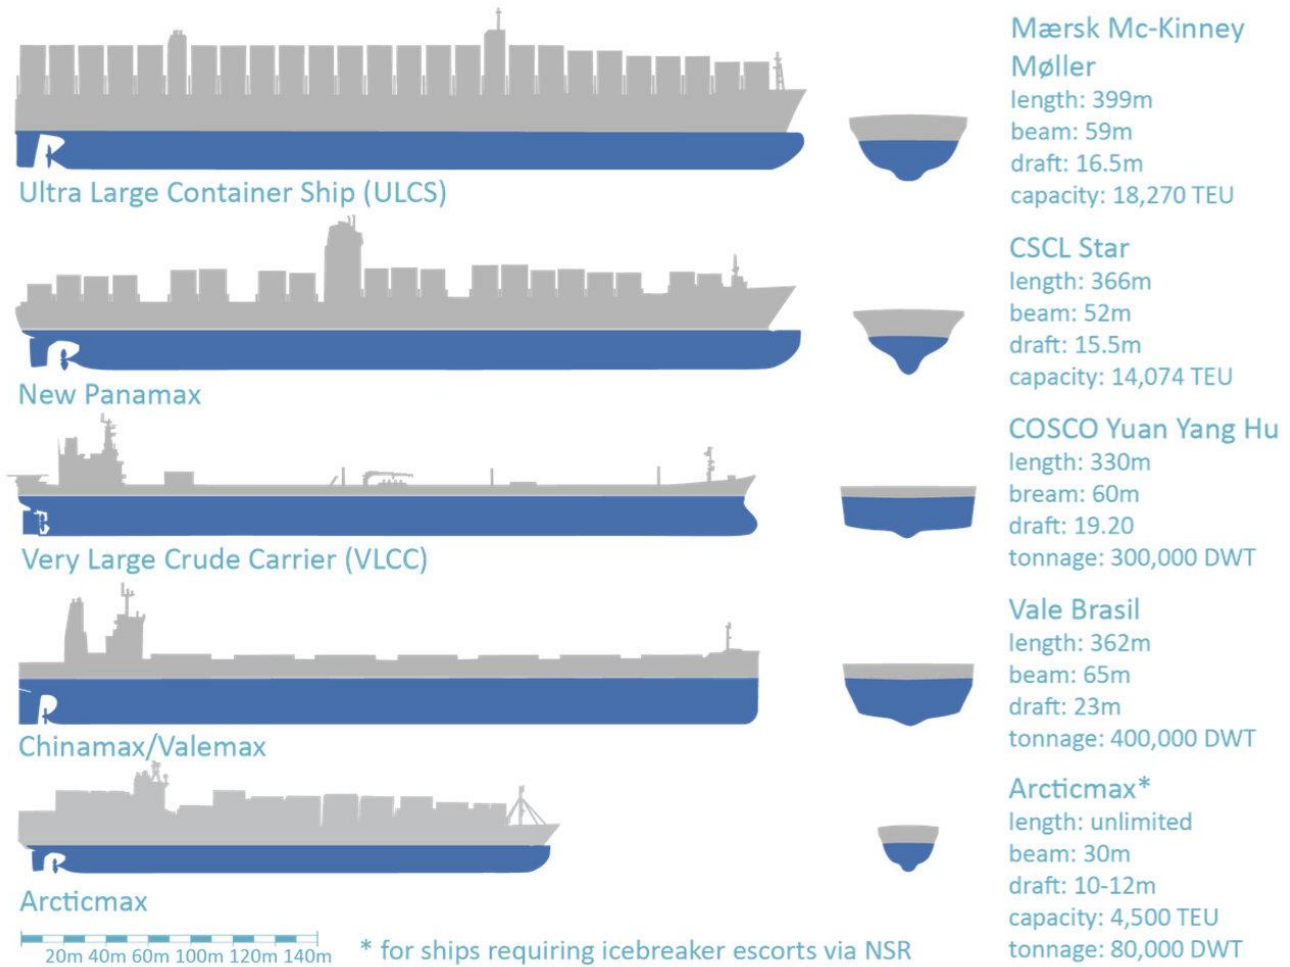 Mærsk Mc-Kinney
Møller
length: 399m
beam: 59m
draft: 16.5m
capacity: 18,270 TEU
Ultra Large Container Ship (ULCS)
CSCL Star
length: 366m
beam: 52m
draft: 15.5m
capacity: 14,074 TEU
New Panamax
COSCO Yuan Yang Hu
length: 330m
bream: 60m
draft: 19.20
tonnage: 300,000 DWT
Very Large Crude Carrier (VLCC)
Vale Brasil
length: 362m
beam: 65m
draft: 23m
tonnage: 400,000 DWT
Chinamax/Valemax
Arcticmax*
length: unlimited
beam: 30m
draft: 10-12m
capacity: 4,500 TEU
tonnage: 80,000 DWT
Arcticmax
20m 40m 60m 100m 120m 140m
* for ships requiring icebreaker escorts via NSR